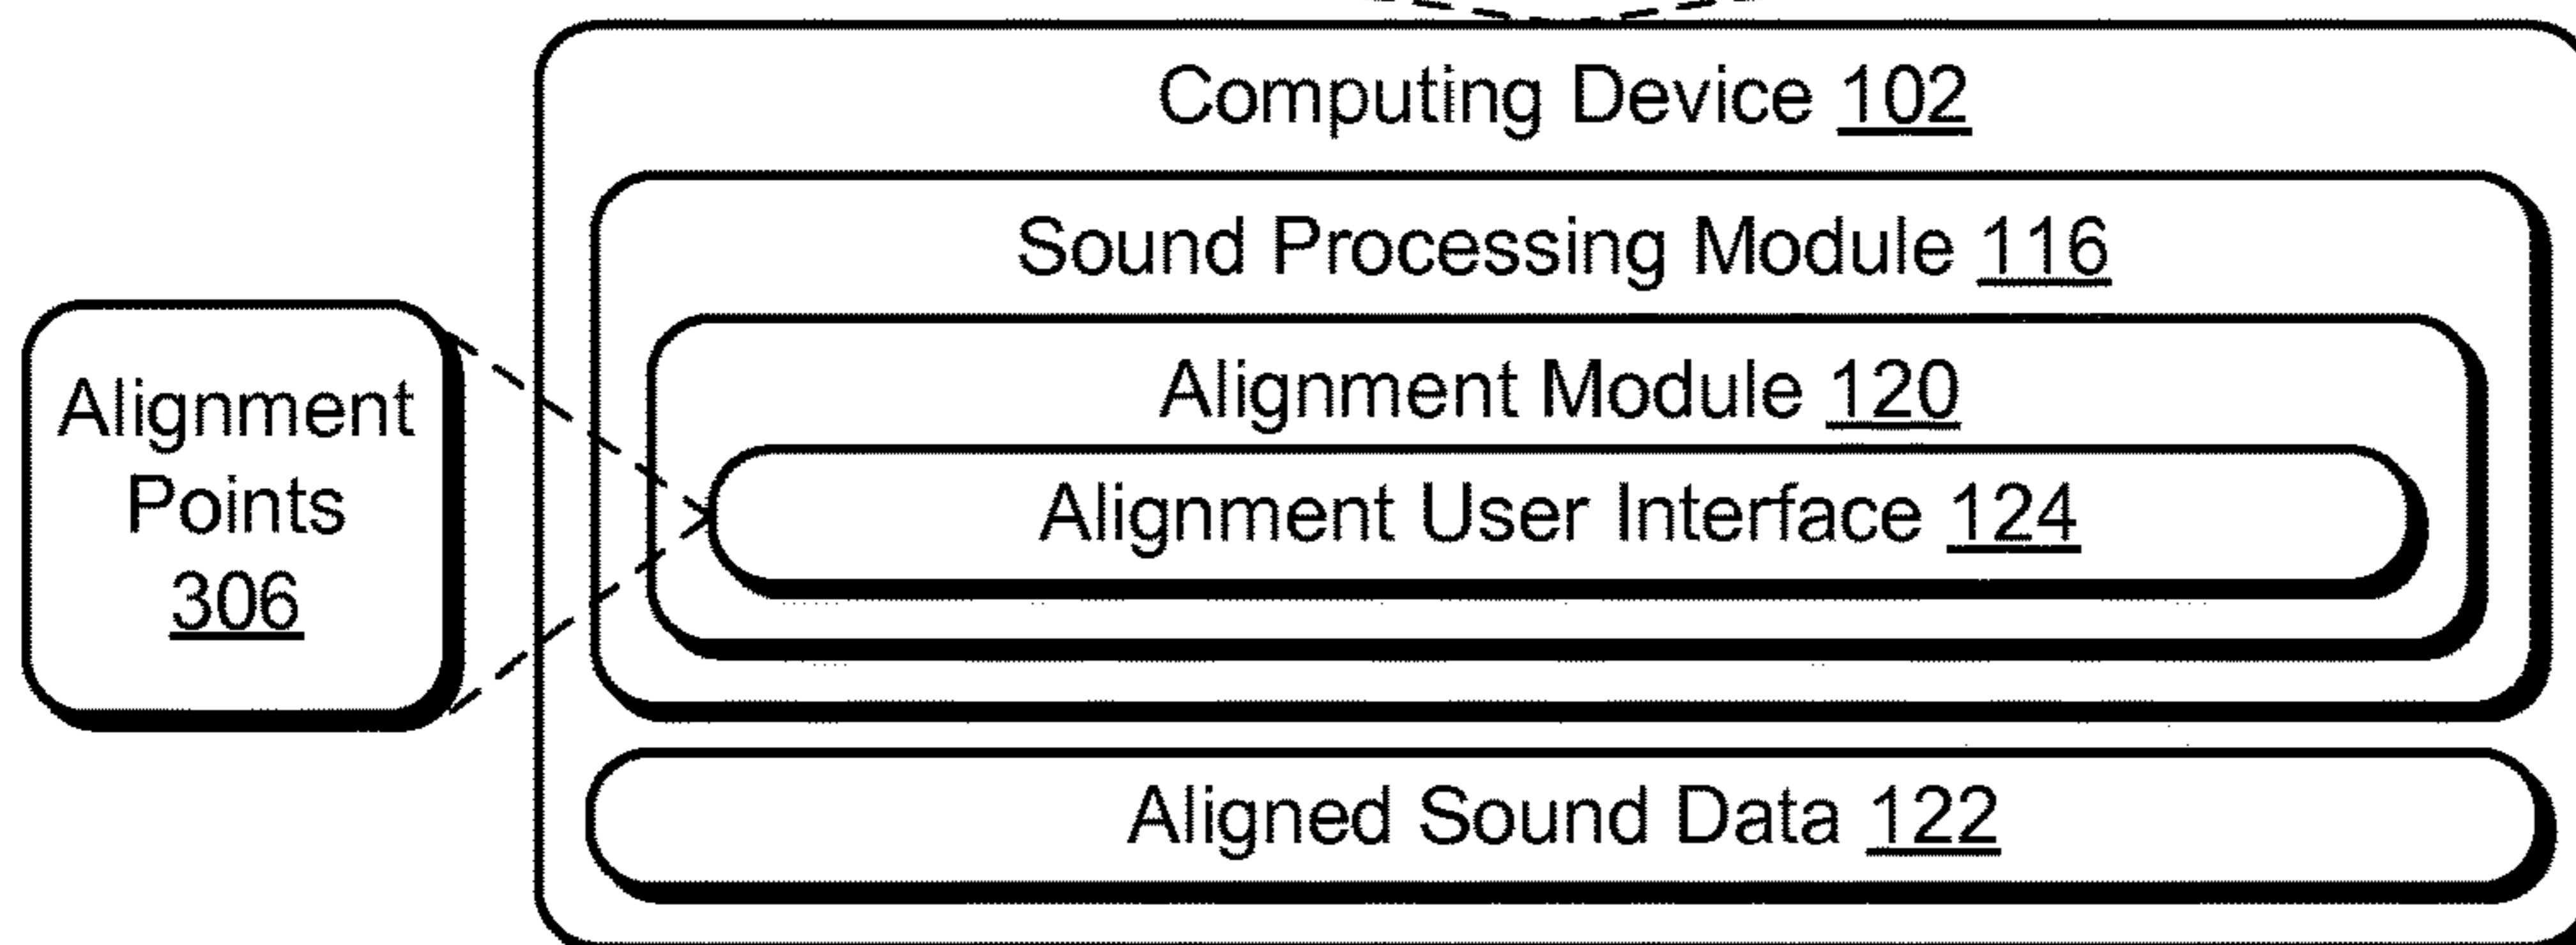 Computing Device 102
Sound Processing Module 116
Alignment Module 120
Alignment User Interface 124
Alignment
Points
306
Aligned Sound Data 122